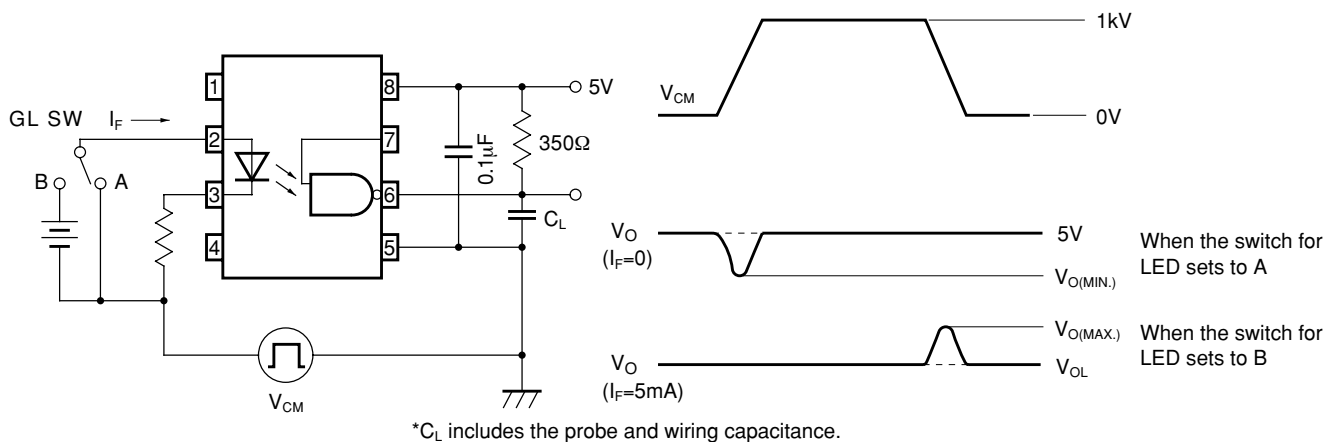 GL SW
I_F
B
A
1
2
3
4
8
7
6
5
5V
0.1μF
350Ω
C_L
V_CM
*C_L includes the probe and wiring capacitance.
V_CM
1kV
0V
V_O
(I_F=0)
5V
V_O(MIN.)
When the switch for
LED sets to A
V_O
(I_F=5mA)
V_O(MAX.)
V_OL
When the switch for
LED sets to B